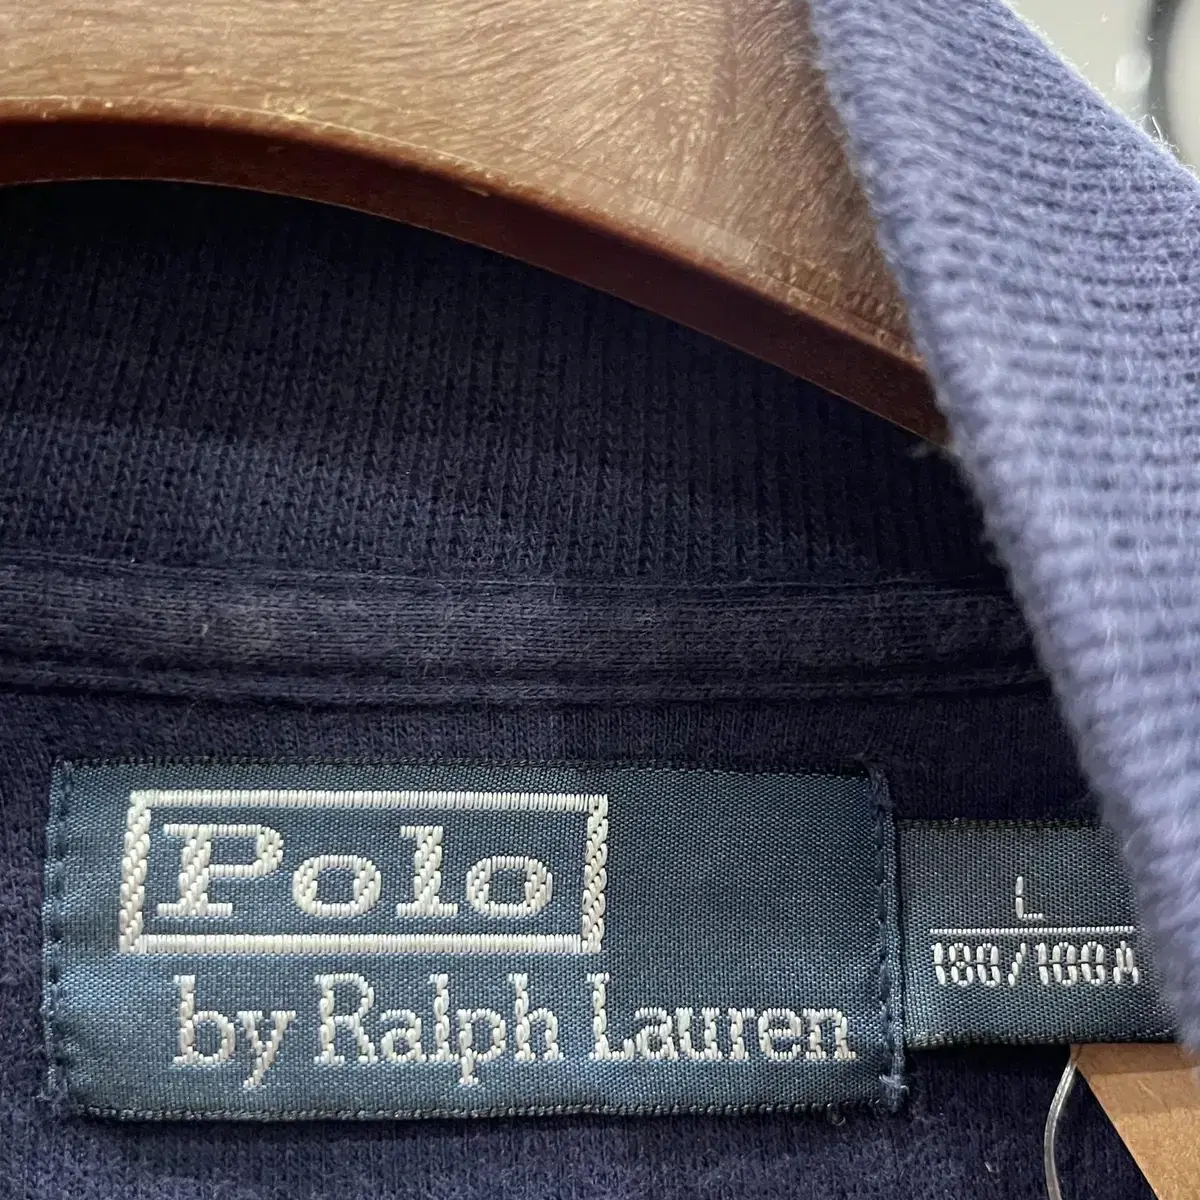 Polo
by Ralph Lauren
L
180/100A